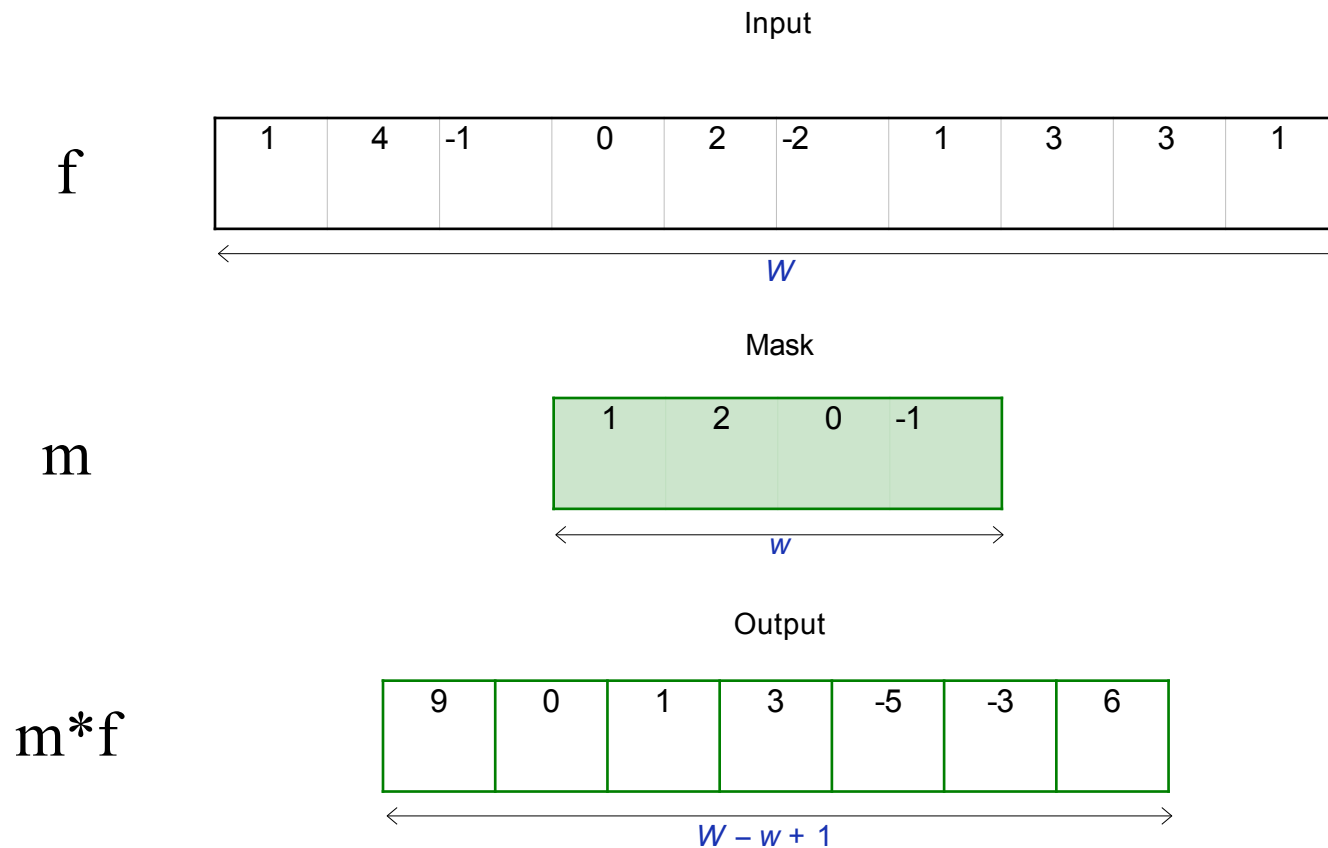 Input
f 1 4 -1 0 2 -2 1 3 3 1
W
Mask
m 1 2 0 -1
w
Output
m*f 9 0 1 3 -5 -3 6
W – w + 1